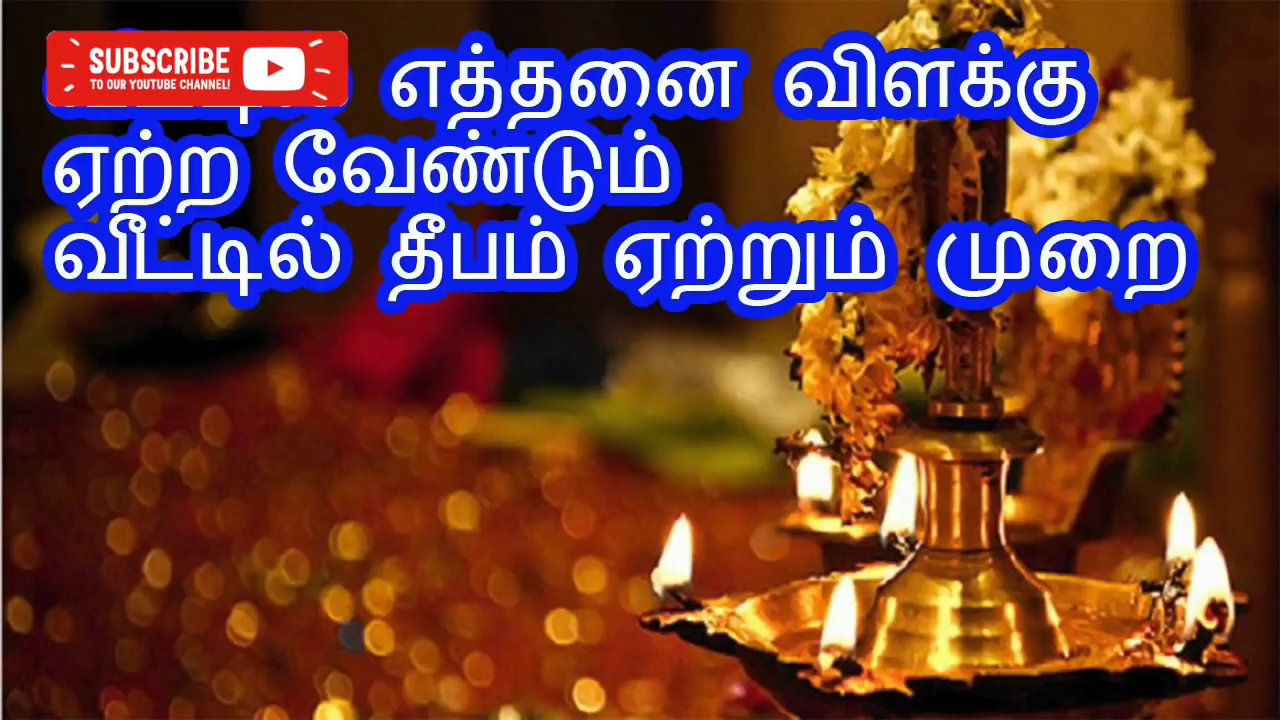 SUBSCRIBE
TO OUR YOUTUBE CHANNEL!
எத்தனை விளக்கு
ஏற்ற வேண்டும்
வீட்டில் தீபம் ஏற்றும் முறை